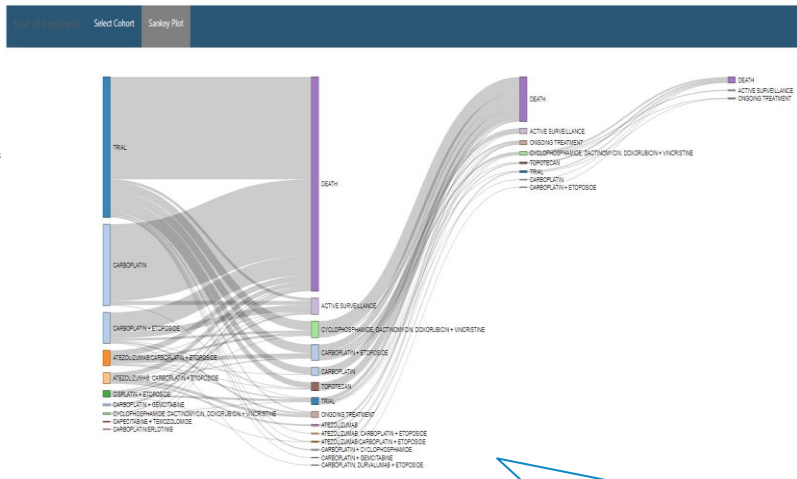 Line of treatment
Select Cohort
Sankey Plot
s
TRIAL
CARBOPLATIN
CARBOPLATIN + ETOPOSIDE
ATEZOLIZUMAB/CARBOPLATIN + ETOPOSIDE
ATEZOLIZUMAB, CARBOPLATIN + ETOPOSIDE
CISPLATIN + ETOPOSIDE
CARBOPLATIN + GEMCITABINE
CYCLOPHOSPHAMIDE, DACTINOMYCIN, DOXORUBICIN + VINCRISTINE
CAPECITABINE + TEMOZOLOMIDE
CARBOPLATIN/ERLOTINIB
DEATH
ACTIVE SURVEILLANCE
CYCLOPHOSPHAMIDE, DACTINOMYCIN, DOXORUBICIN + VINCRISTINE
CARBOPLATIN + ETOPOSIDE
CARBOPLATIN
TOPOTECAN
TRIAL
ONGOING TREATMENT
ATEZOLIZUMAB
ATEZOLIZUMAB, CARBOPLATIN + ETOPOSIDE
ATEZOLIZUMAB/CARBOPLATIN + ETOPOSIDE
CARBOPLATIN + CYCLOPHOSPHAMIDE
CARBOPLATIN + GEMCITABINE
CARBOPLATIN, DURVALUMAB + ETOPOSIDE
DEATH
ACTIVE SURVEILLANCE
ONGOING TREATMENT
CYCLOPHOSPHAMIDE, DACTINOMYCIN, DOXORUBICIN + VINCRISTINE
TOPOTECAN
TRIAL
CARBOPLATIN
CARBOPLATIN + ETOPOSIDE
DEATH
ACTIVE SURVEILLANCE
ONGOING TREATMENT